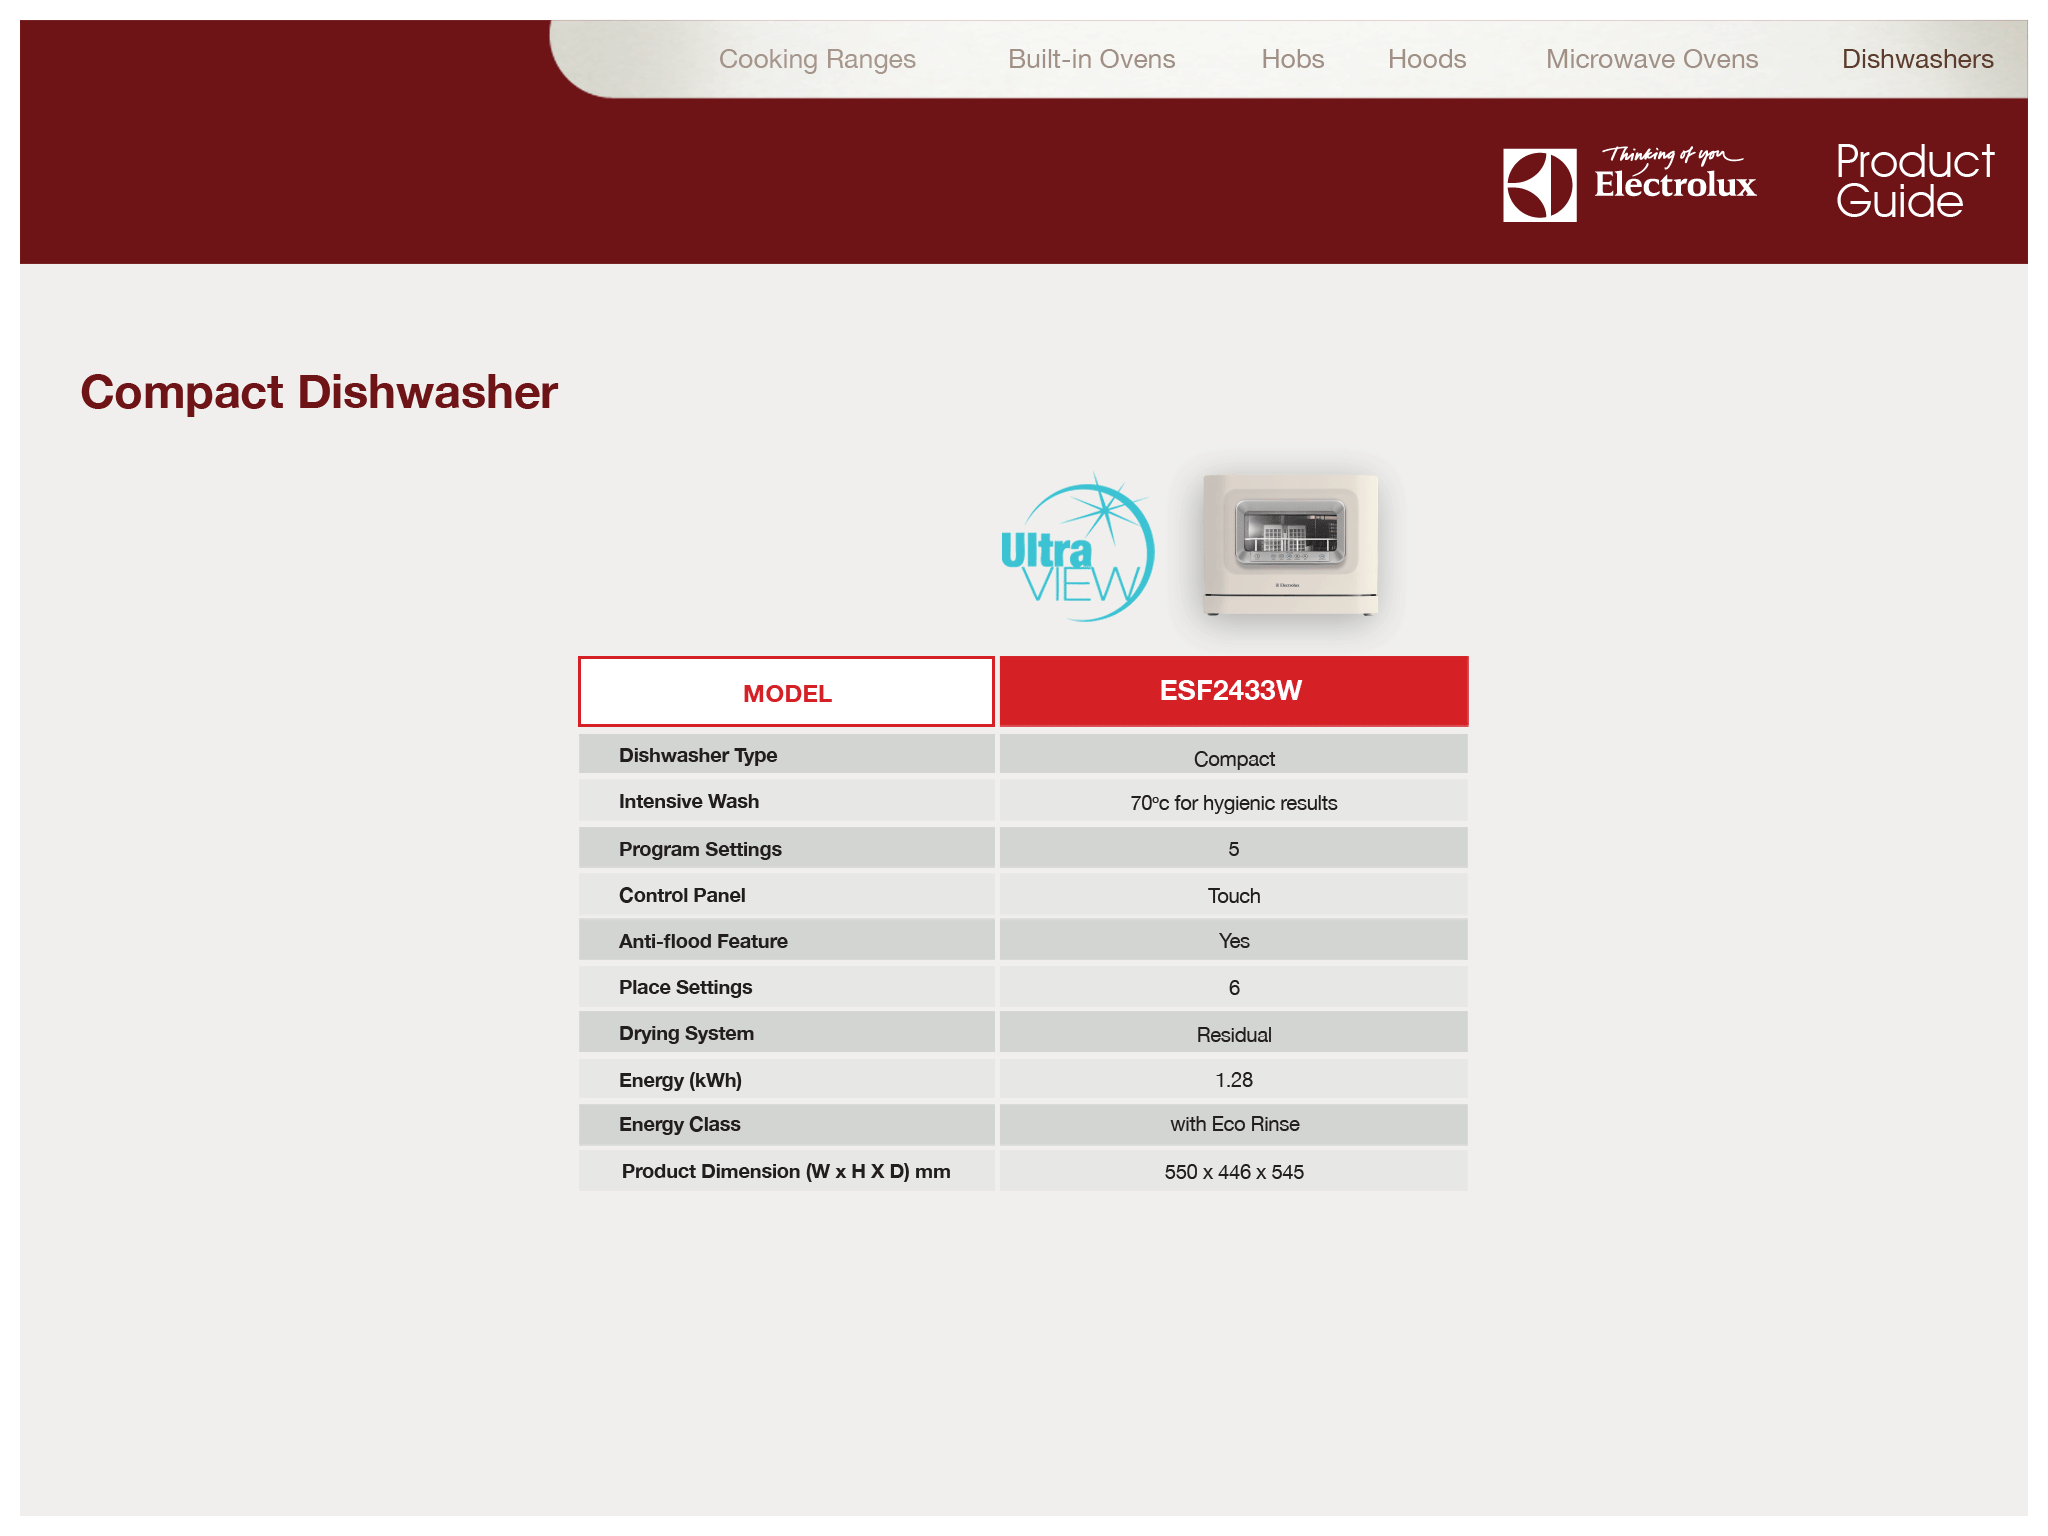 Cooking Ranges Built-in Ovens Hobs Hoods Microwave Ovens Dishwashers
Thinking of you
Electrolux
Product
Guide
Compact Dishwasher
Ultra
VIEW
Electrolux
MODEL ESF2433W
Dishwasher Type Compact
Intensive Wash 70ºc for hygienic results
Program Settings 5
Control Panel Touch
Anti-flood Feature Yes
Place Settings 6
Drying System Residual
Energy (kWh) 1.28
Energy Class with Eco Rinse
Product Dimension (W x H X D) mm 550 x 446 x 545